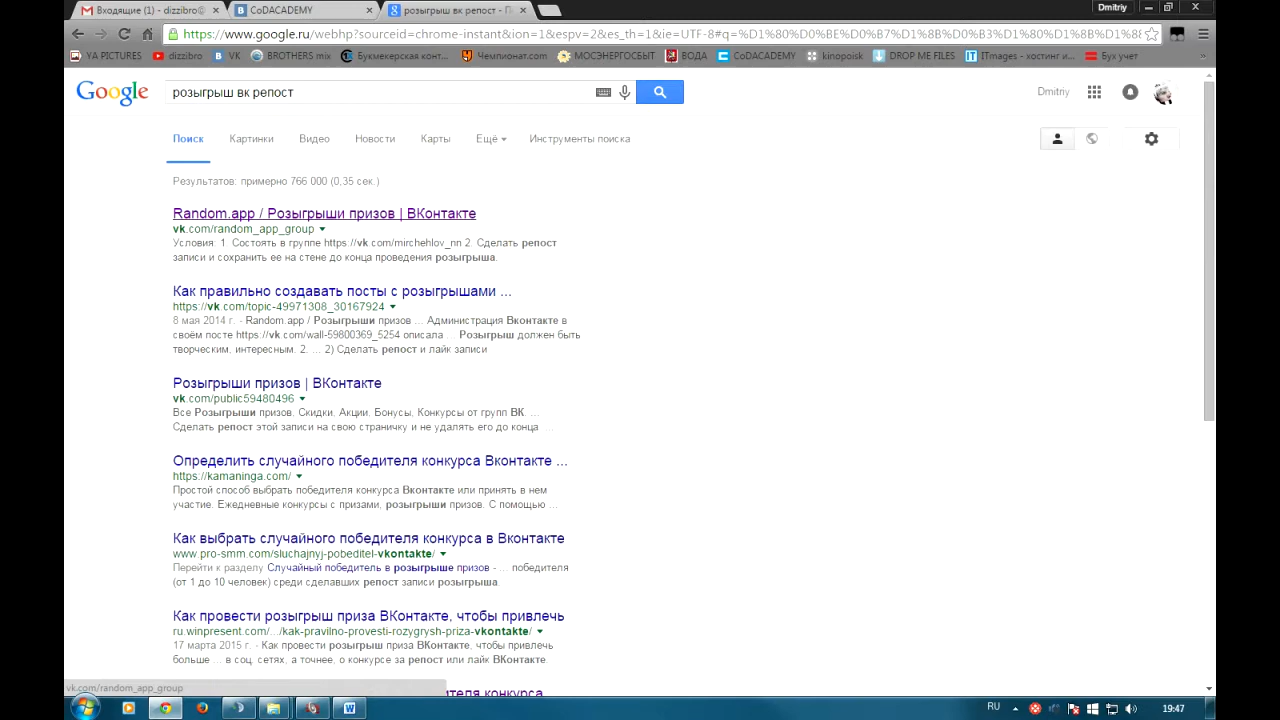 Входящие (1) - dizzibro@
CoDACADEMY
розыгрыш вк репост - П
Dmitriy
https://www.google.ru/webhp?sourceid=chrome-instant&ion=1&espv=2&es_th=1&ie=UTF-8#q=%D1%80%D0%BE%D0%B7%D1%8B%D0%B3%D1%80%D1%8B%D1%8
YA PICTURES dizzibro VK BROTHERS mix Букмекерская конт... Чемпионат.com МОСЭНЕРГОСБЫТ ВОДА CoDACADEMY kinopoisk DROP ME FILES ITmages - хостинг и... Бух учет
Google розыгрыш вк репост
Dmitriy
Поиск Картинки Видео Новости Карты Ещё Инструменты поиска
Результатов: примерно 766 000 (0,35 сек.)
Random.app / Розыгрыши призов | ВКонтакте
vk.com/random_app_group
Условия: 1. Состоять в группе https://vk.com/mirchehlov_nn 2. Сделать репост
записи и сохранить ее на стене до конца проведения розыгрыша.
Как правильно создавать посты с розыгрышами ...
https://vk.com/topic-49971308_30167924
8 мая 2014 г. - Random.app / Розыгрыши призов ... Администрация Вконтакте в
своём посте https://vk.com/wall-59800369_5254 описала ... Розыгрыш должен быть
творческим, интересным. 2. ... 2) Сделать репост и лайк записи
Розыгрыши призов | ВКонтакте
vk.com/public59480496
Все Розыгрыши призов, Скидки, Акции, Бонусы, Конкурсы от групп ВК. ...
Сделать репост этой записи на свою страничку и не удалять его до конца ...
Определить случайного победителя конкурса Вконтакте ...
https://kamaninga.com/
Простой способ выбрать победителя конкурса Вконтакте или принять в нем
участие. Ежедневные конкурсы с призами, розыгрыши призов. С помощью ...
Как выбрать случайного победителя конкурса в Вконтакте
www.pro-smm.com/sluchajnyj-pobeditel-vkontakte/
Перейти к разделу Случайный победитель в розыгрыше призов - ... победителя
(от 1 до 10 человек) среди сделавших репост записи розыгрыша.
Как провести розыгрыш приза ВКонтакте, чтобы привлечь
ru.winpresent.com/.../kak-pravilno-provesti-rozygrysh-priza-vkontakte/
17 марта 2015 г. - Как провести розыгрыш приза ВКонтакте, чтобы привлечь
больше ... в соц. сетях, а точнее, о конкурсе за репост или лайк ВКонтакте.
vk.com/random_app_group
конкурса
RU
19:47